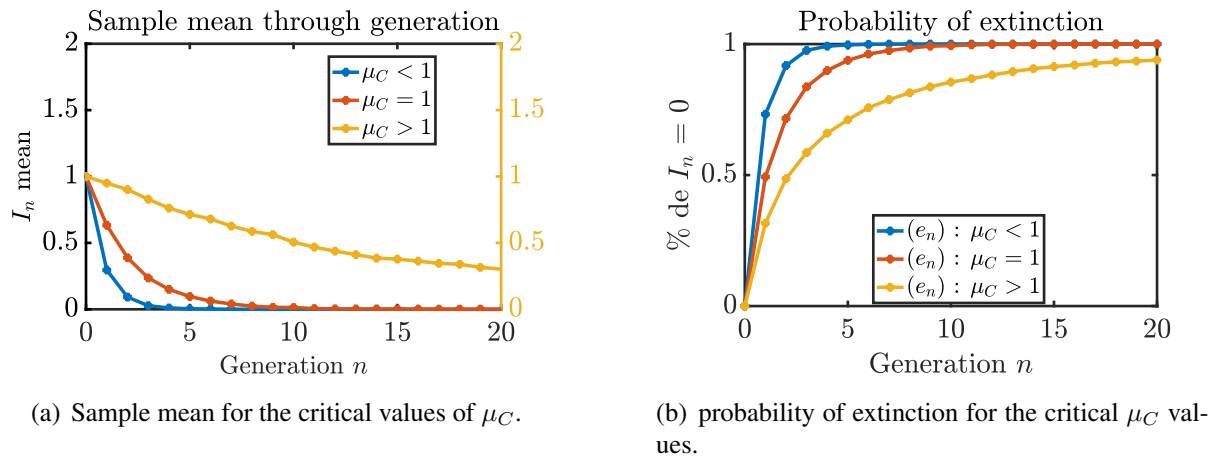 Sample mean through generation
2
1.5
1
0.5
0
2
1.5
1
0.5
0
I_n mean
μ_C < 1
μ_C = 1
μ_C > 1
0 5 10 15 20
Generation n
(a) Sample mean for the critical values of μ_C.
Probability of extinction
1
0.5
0
% de I_n = 0
(e_n) : μ_C < 1
(e_n) : μ_C = 1
(e_n) : μ_C > 1
0 5 10 15 20
Generation n
(b) probability of extinction for the critical μ_C val-
ues.